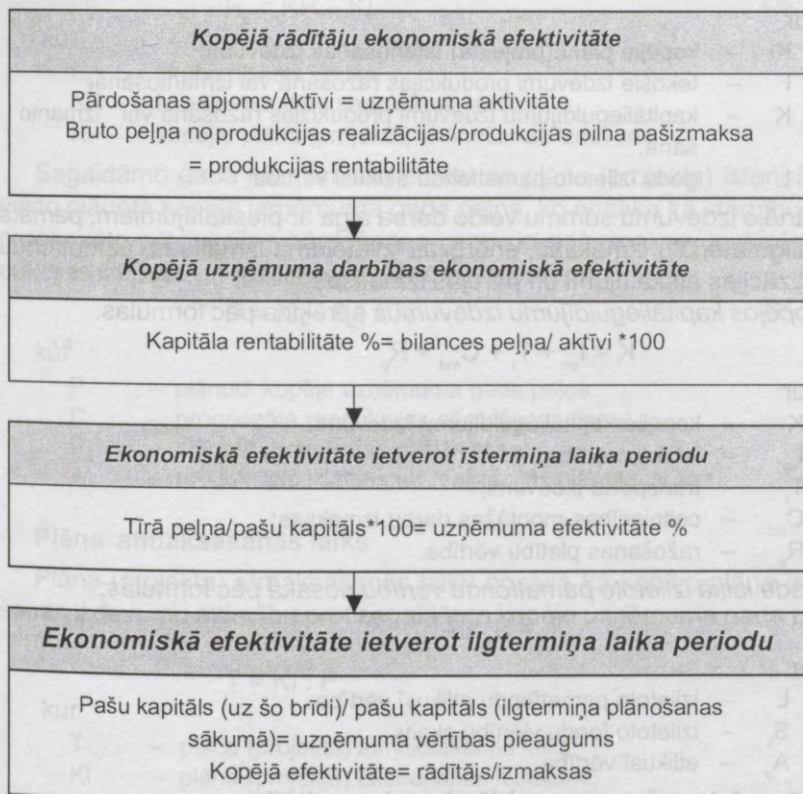 Kopējā rādītāju ekonomiskā efektivitāte
Pārdošanas apjoms/Aktīvi = uzņēmuma aktivitāte
Bruto peļņa no produkcijas realizācijas/produkcijas pilna pašizmaksa
= produkcijas rentabilitāte
Kopējā uzņēmuma darbības ekonomiskā efektivitāte
Kapitāla rentabilitāte %= bilances peļņa/ aktīvi *100
Ekonomiskā efektivitāte ietverot īstermiņa laika periodu
Tīrā peļņa/pašu kapitāls*100= uzņēmuma efektivitāte %
Ekonomiskā efektivitāte ietverot ilgtermiņa laika periodu
Pašu kapitāls (uz šo brīdi)/ pašu kapitāls (ilgtermiņa plānošanas
sākumā)= uzņēmuma vērtības pieaugums
Kopējā efektivitāte= rādītājs/izmaksas